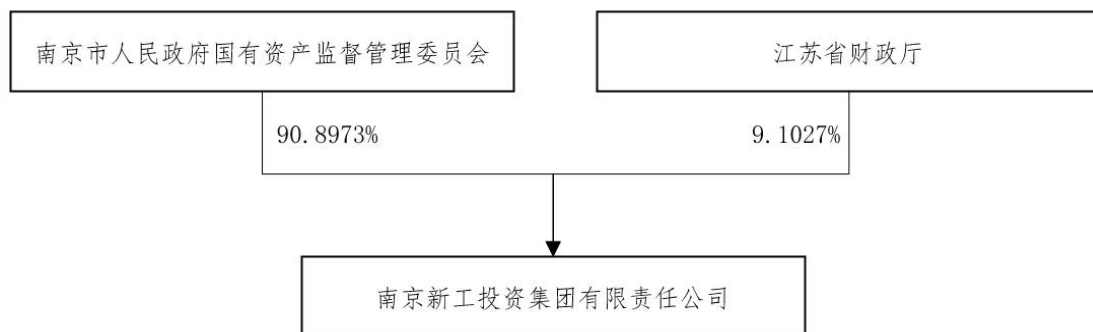 南京市人民政府国有资产监督管理委员会
江苏省财政厅
90.8973%
9.1027%
南京新工投资集团有限责任公司